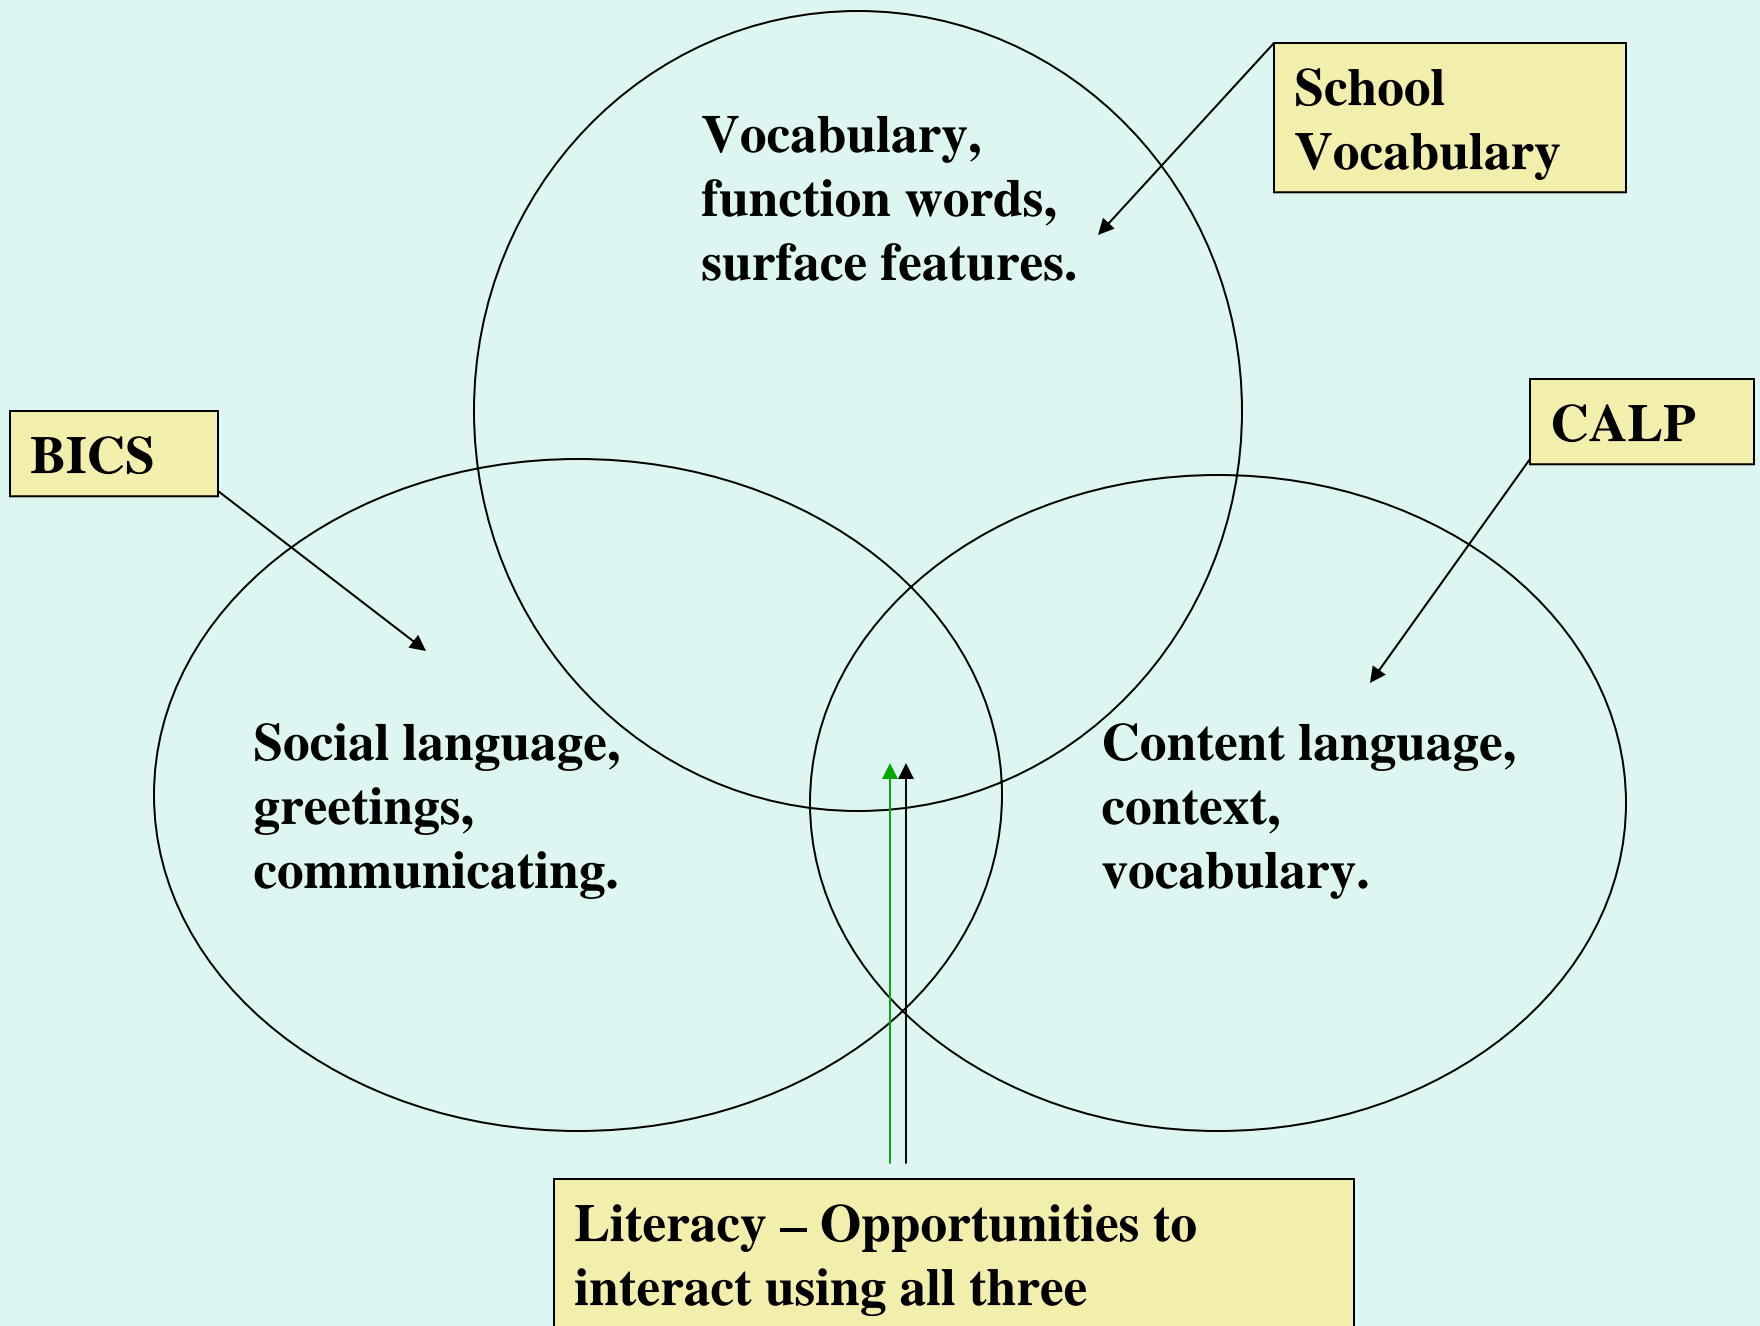 School
Vocabulary
Vocabulary,
function words,
surface features.
BICS
CALP
Social language,
greetings,
communicating.
Content language,
context,
vocabulary.
Literacy – Opportunities to
interact using all three